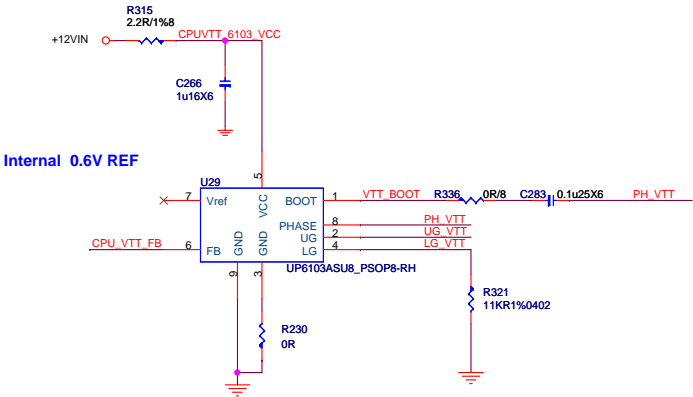 R315
2.2R/1%8
+12VIN
CPUVTT_6103_VCC
C266
1u16X6
Internal 0.6V REF
U29
5
7
Vref
VCC
BOOT
1
VTT_BOOT
R336
0R/8
C283
0.1u25X6
PH_VTT
PHASE
8
PH_VTT
UG
2
UG_VTT
CPU_VTT_FB
6
FB
GND
GND
LG
4
LG_VTT
9
3
UP6103ASU8_PSOP8-RH
R321
11KR1%0402
R230
0R